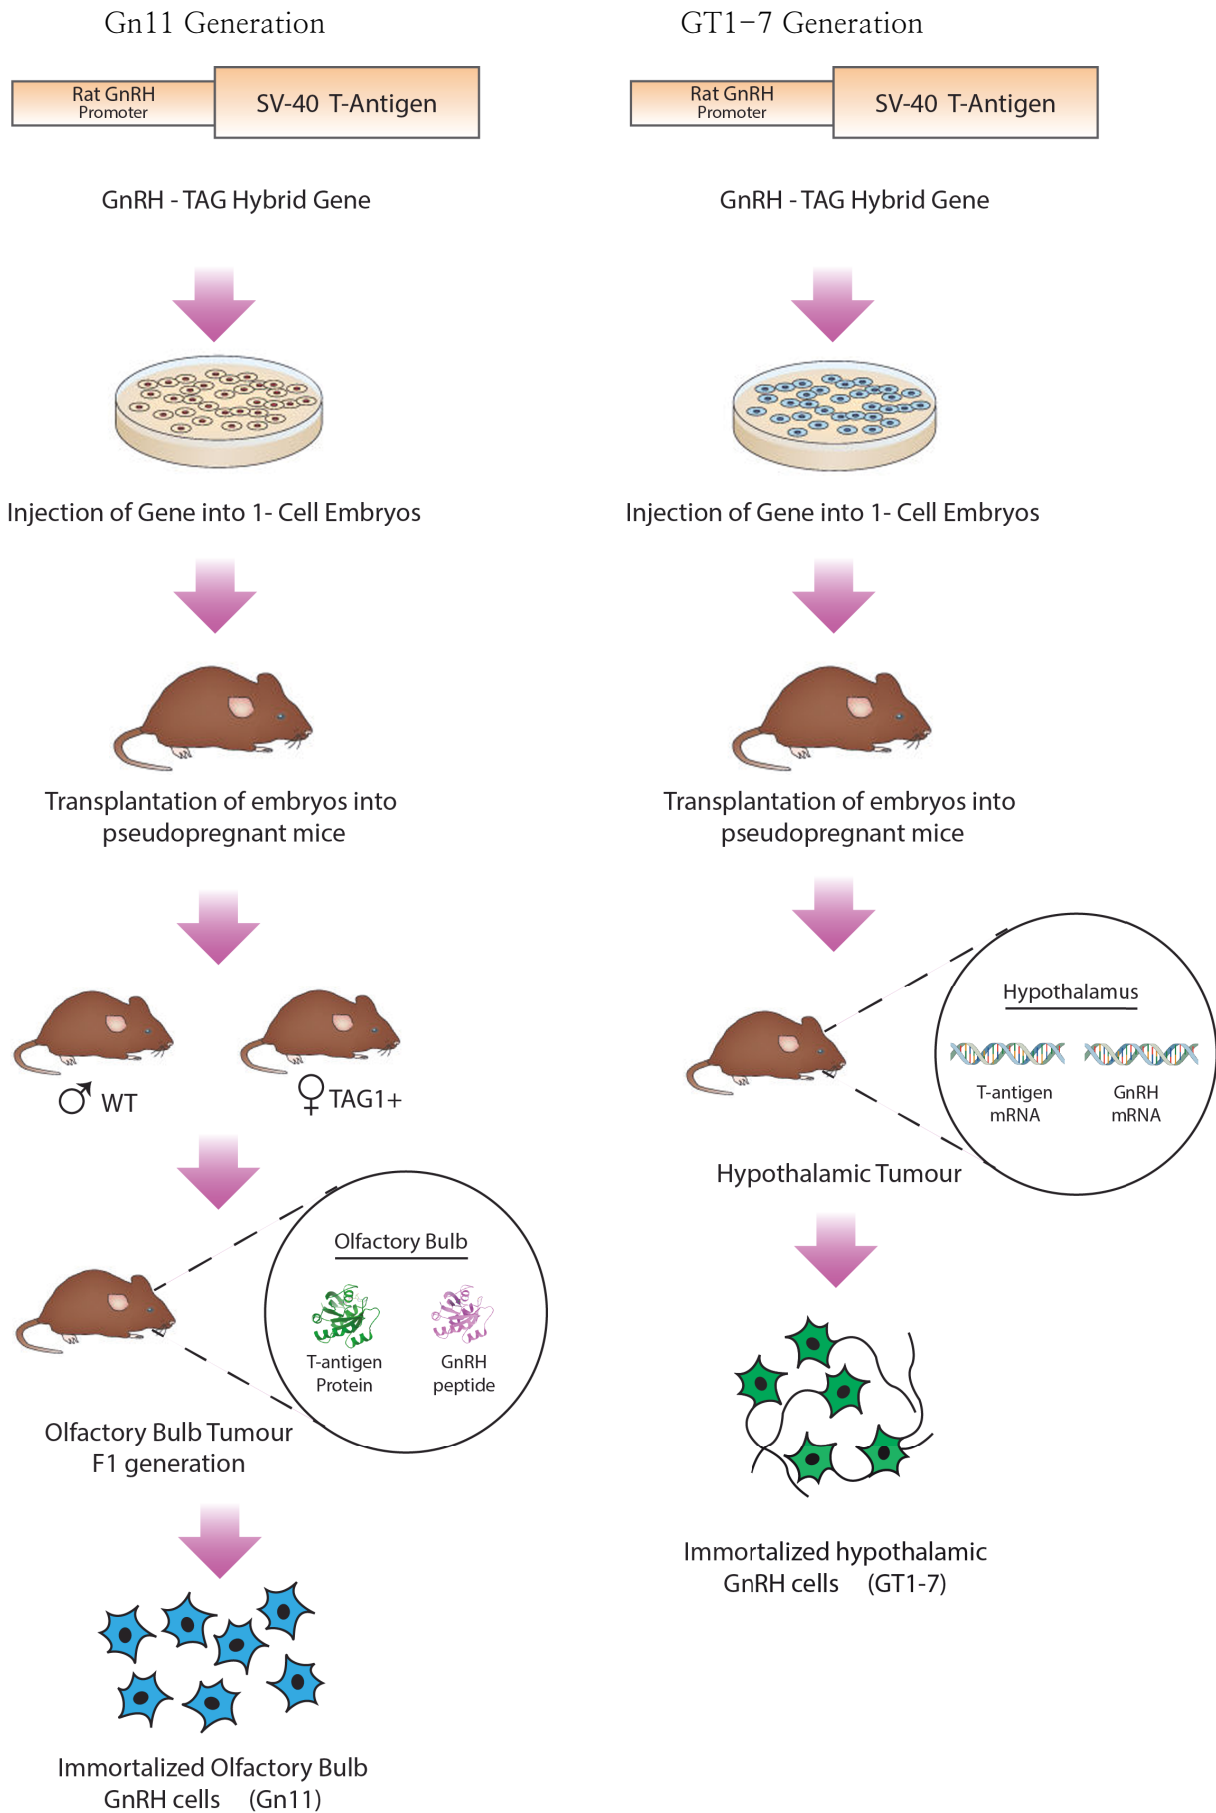 Gn11 Generation
Rat GnRH
Promoter
SV-40 T-Antigen
GnRH - TAG Hybrid Gene
Injection of Gene into 1- Cell Embryos
Transplantation of embryos into
pseudopregnant mice
♂ WT
♀ TAG1+
Olfactory Bulb
T-antigen
Protein
GnRH
peptide
Olfactory Bulb Tumour
F1 generation
Immortalized Olfactory Bulb
GnRH cells (Gn11)
GT1-7 Generation
Rat GnRH
Promoter
SV-40 T-Antigen
GnRH - TAG Hybrid Gene
Injection of Gene into 1- Cell Embryos
Transplantation of embryos into
pseudopregnant mice
Hypothalamus
T-antigen
mRNA
GnRH
mRNA
Hypothalamic Tumour
Immortalized hypothalamic
GnRH cells (GT1-7)